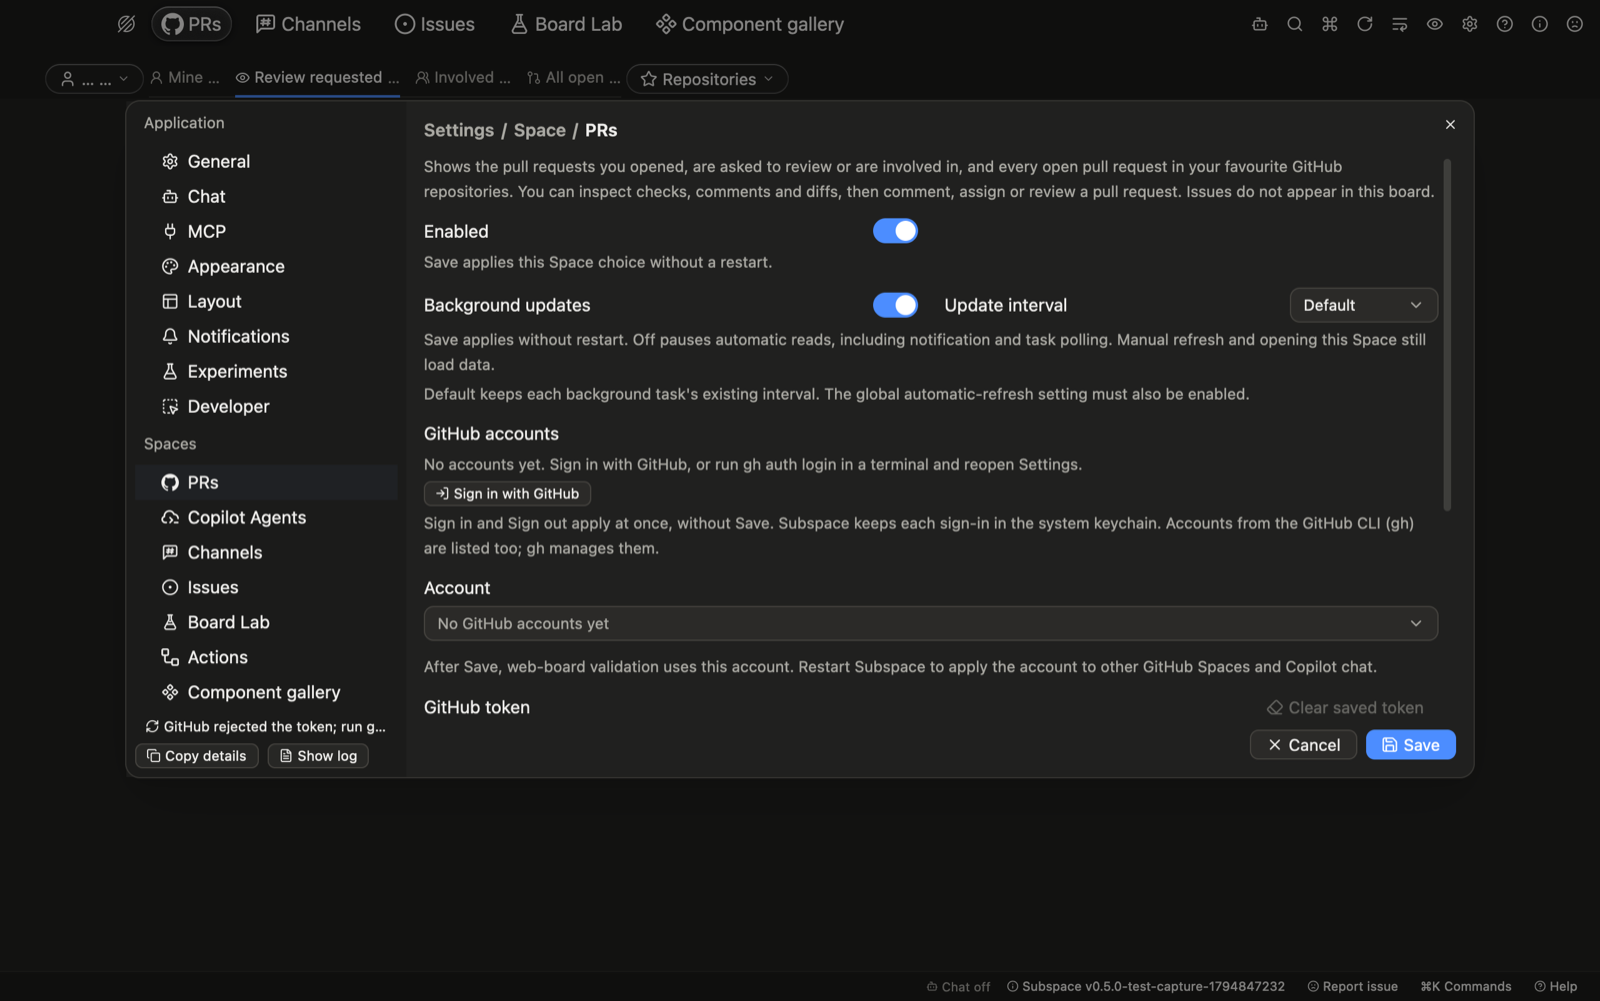 PRs
Channels
Issues
Board Lab
Component gallery
... ...
Mine ...
Review requested ...
Involved ...
All open ...
Repositories
Application
General
Chat
MCP
Appearance
Layout
Notifications
Experiments
Developer
Spaces
PRs
Copilot Agents
Channels
Issues
Board Lab
Actions
Component gallery
GitHub rejected the token; run g...
Copy details
Show log
Settings / Space / PRs
Shows the pull requests you opened, are asked to review or are involved in, and every open pull request in your favourite GitHub
repositories. You can inspect checks, comments and diffs, then comment, assign or review a pull request. Issues do not appear in this board.
Enabled
Save applies this Space choice without a restart.
Background updates
Update interval
Default
Save applies without restart. Off pauses automatic reads, including notification and task polling. Manual refresh and opening this Space still
load data.
Default keeps each background task's existing interval. The global automatic-refresh setting must also be enabled.
GitHub accounts
No accounts yet. Sign in with GitHub, or run gh auth login in a terminal and reopen Settings.
Sign in with GitHub
Sign in and Sign out apply at once, without Save. Subspace keeps each sign-in in the system keychain. Accounts from the GitHub CLI (gh)
are listed too; gh manages them.
Account
No GitHub accounts yet
After Save, web-board validation uses this account. Restart Subspace to apply the account to other GitHub Spaces and Copilot chat.
GitHub token
Clear saved token
Cancel
Save
Chat off
Subspace v0.5.0-test-capture-1794847232
Report issue
⌘K Commands
Help